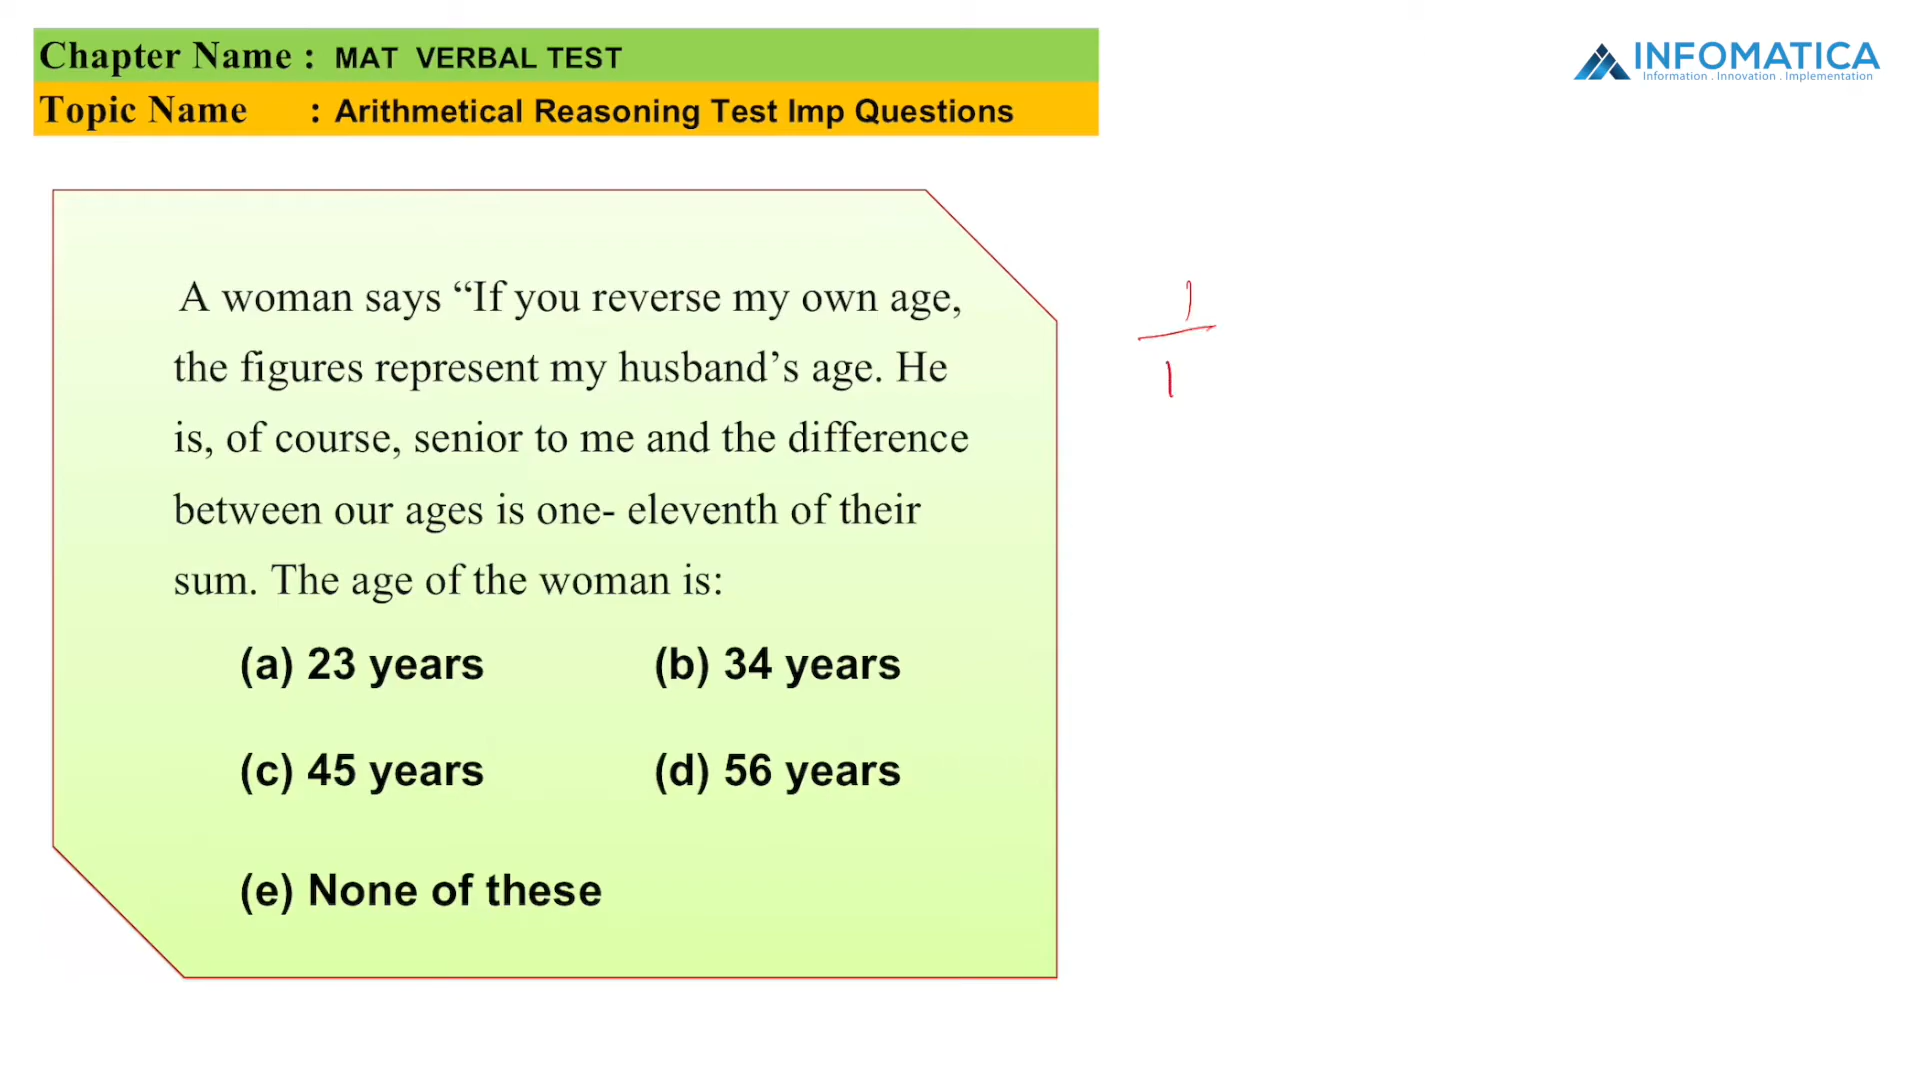 Chapter Name : MAT VERBAL TEST
Topic Name : Arithmetical Reasoning Test Imp Questions
INFOMATICA
Information . Innovation . Implementation
A woman says “If you reverse my own age,
the figures represent my husband’s age. He
is, of course, senior to me and the difference
between our ages is one- eleventh of their
sum. The age of the woman is:
(a) 23 years (b) 34 years
(c) 45 years (d) 56 years
(e) None of these
1
1